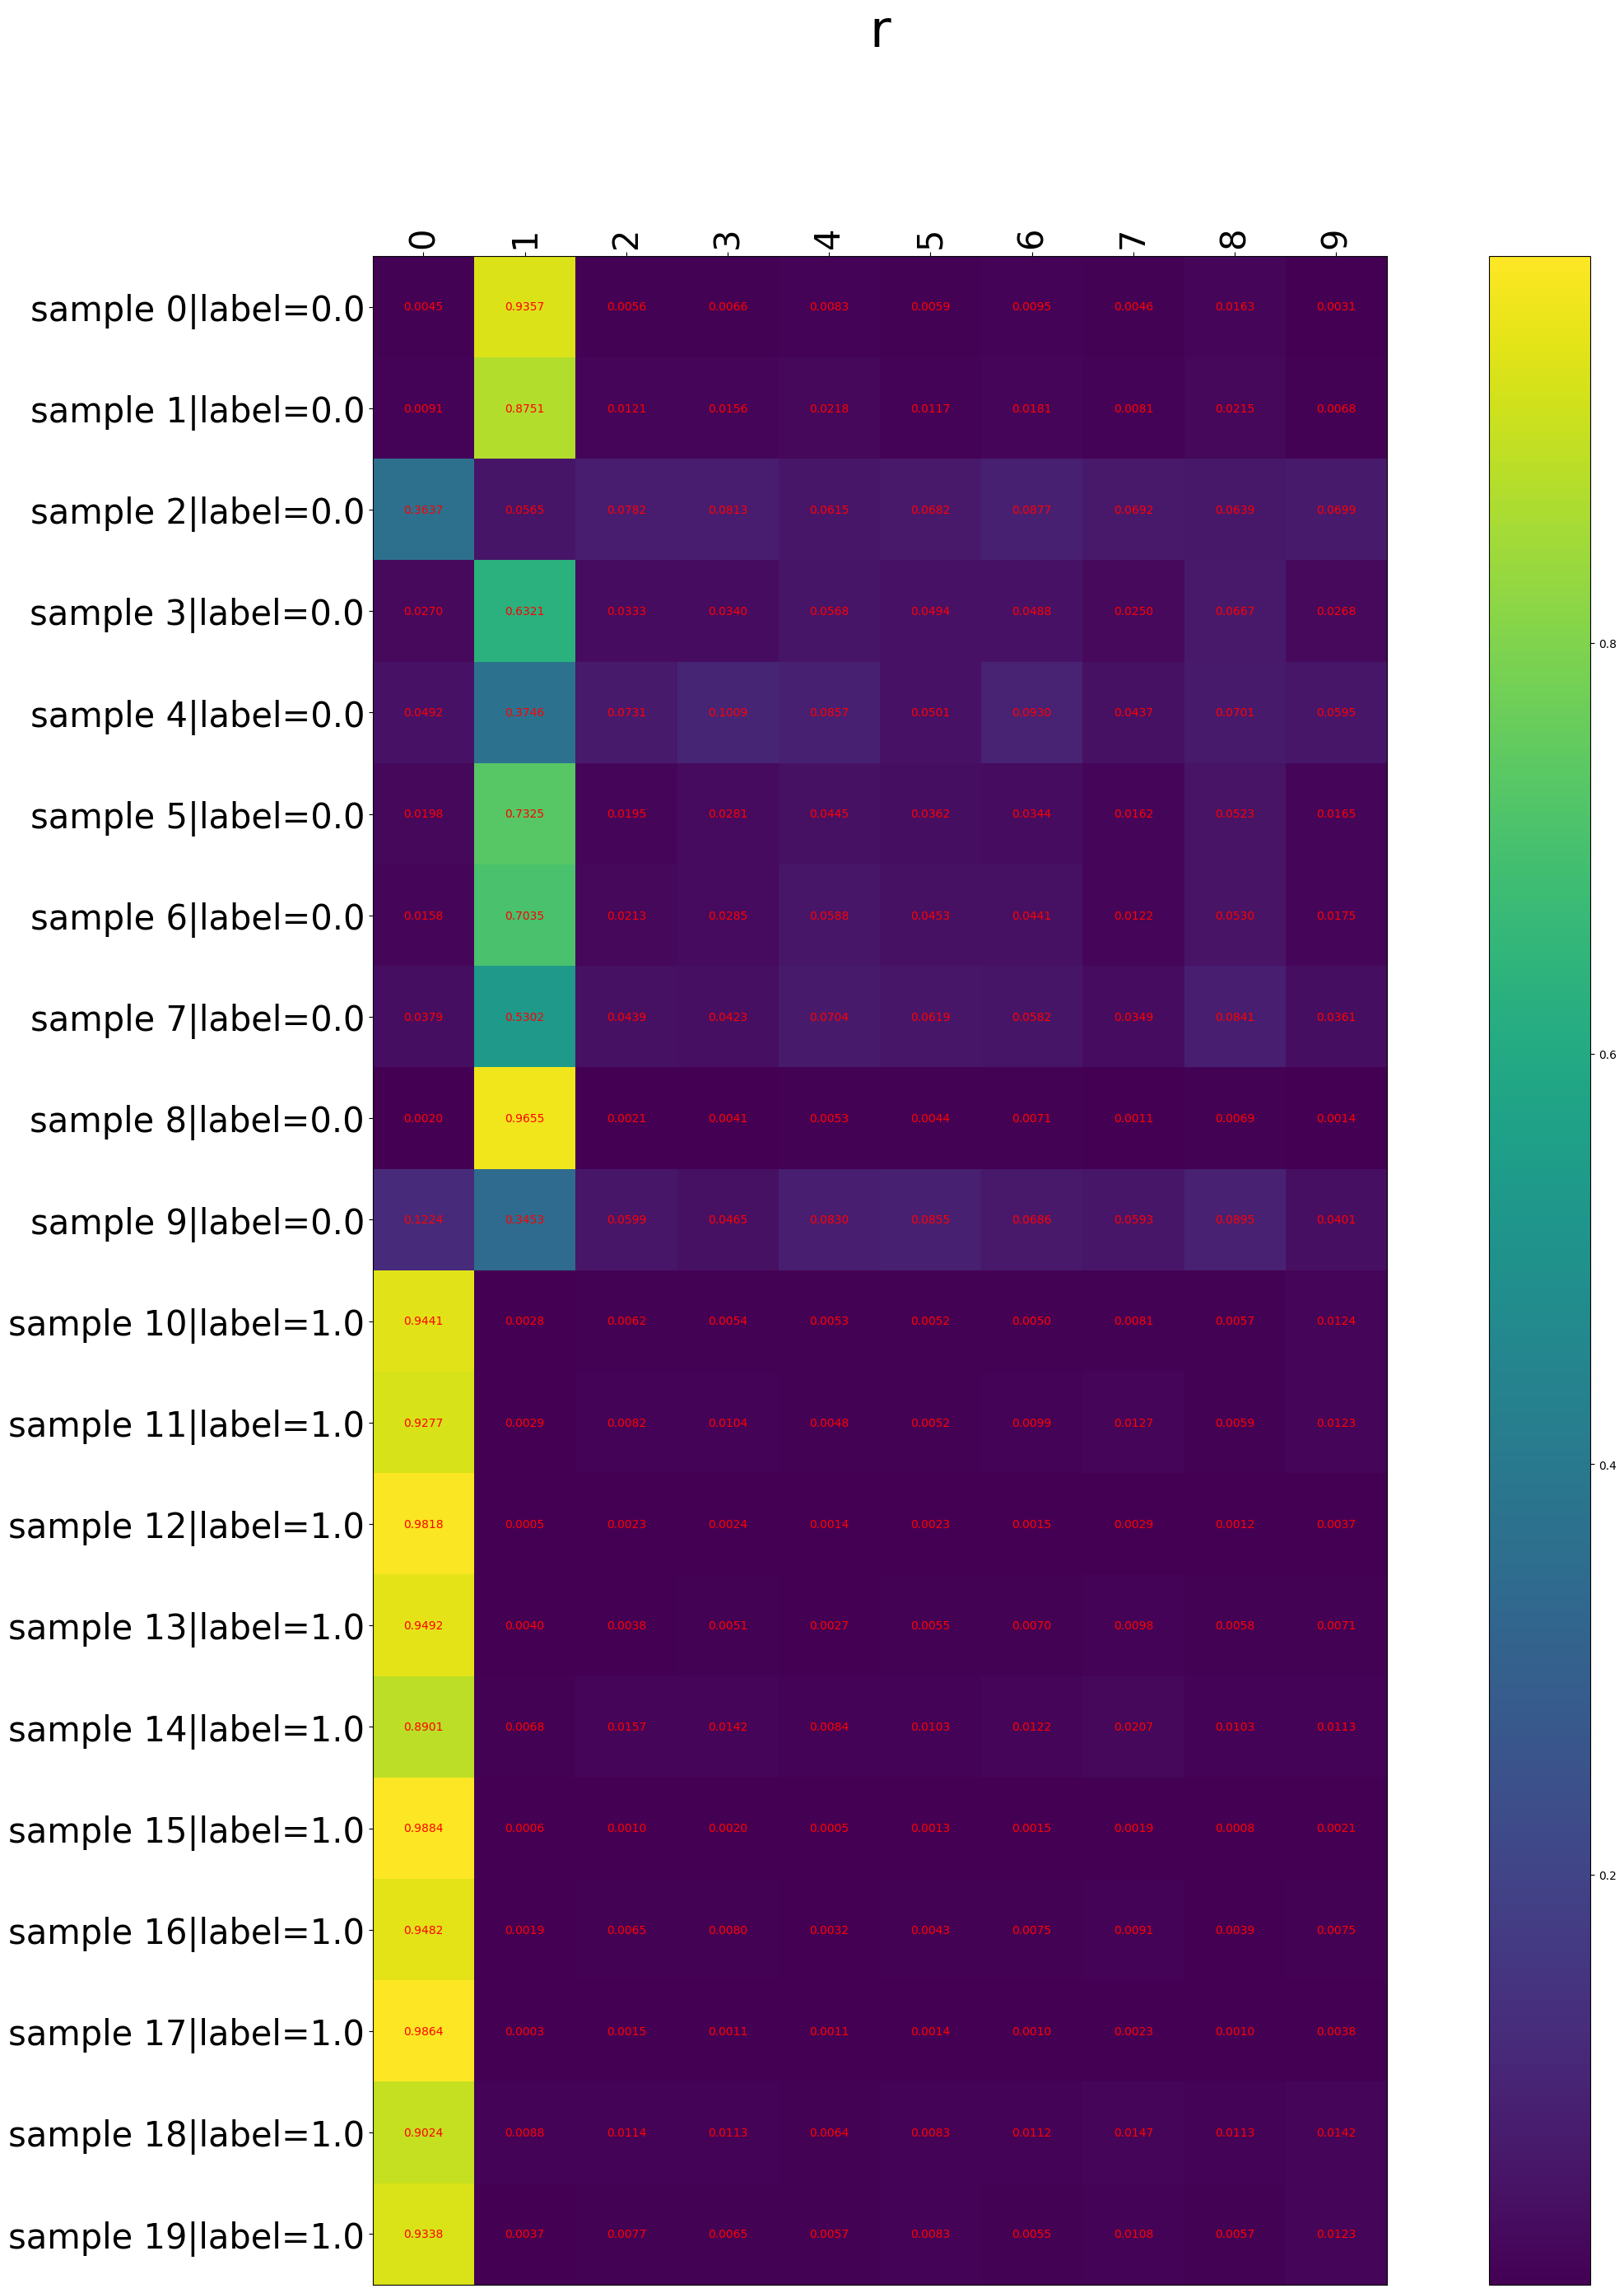 r
0 1 2 3 4 5 6 7 8 9
sample 0|label=0.0 0.0045 0.9357 0.0056 0.0066 0.0083 0.0059 0.0095 0.0046 0.0163 0.0031
sample 1|label=0.0 0.0091 0.8751 0.0121 0.0156 0.0218 0.0117 0.0181 0.0081 0.0215 0.0068
sample 2|label=0.0 0.3637 0.0565 0.0782 0.0813 0.0615 0.0682 0.0877 0.0692 0.0639 0.0699
sample 3|label=0.0 0.0270 0.6321 0.0333 0.0340 0.0568 0.0494 0.0488 0.0250 0.0667 0.0268
0.8
sample 4|label=0.0 0.0492 0.3746 0.0731 0.1009 0.0857 0.0501 0.0930 0.0437 0.0701 0.0595
sample 5|label=0.0 0.0198 0.7325 0.0195 0.0281 0.0445 0.0362 0.0344 0.0162 0.0523 0.0165
sample 6|label=0.0 0.0158 0.7035 0.0213 0.0285 0.0588 0.0453 0.0441 0.0122 0.0530 0.0175
sample 7|label=0.0 0.0379 0.5302 0.0439 0.0423 0.0704 0.0619 0.0582 0.0349 0.0841 0.0361
0.6
sample 8|label=0.0 0.0020 0.9655 0.0021 0.0041 0.0053 0.0044 0.0071 0.0011 0.0069 0.0014
sample 9|label=0.0 0.1224 0.3453 0.0599 0.0465 0.0830 0.0855 0.0686 0.0593 0.0895 0.0401
sample 10|label=1.0 0.9441 0.0028 0.0062 0.0054 0.0053 0.0052 0.0050 0.0081 0.0057 0.0124
sample 11|label=1.0 0.9277 0.0029 0.0082 0.0104 0.0048 0.0052 0.0099 0.0127 0.0059 0.0123
0.4
sample 12|label=1.0 0.9818 0.0005 0.0023 0.0024 0.0014 0.0023 0.0015 0.0029 0.0012 0.0037
sample 13|label=1.0 0.9492 0.0040 0.0038 0.0051 0.0027 0.0055 0.0070 0.0098 0.0058 0.0071
sample 14|label=1.0 0.8901 0.0068 0.0157 0.0142 0.0084 0.0103 0.0122 0.0207 0.0103 0.0113
sample 15|label=1.0 0.9884 0.0006 0.0010 0.0020 0.0005 0.0013 0.0015 0.0019 0.0008 0.0021
0.2
sample 16|label=1.0 0.9482 0.0019 0.0065 0.0080 0.0032 0.0043 0.0075 0.0091 0.0039 0.0075
sample 17|label=1.0 0.9864 0.0003 0.0015 0.0011 0.0011 0.0014 0.0010 0.0023 0.0010 0.0038
sample 18|label=1.0 0.9024 0.0088 0.0114 0.0113 0.0064 0.0083 0.0112 0.0147 0.0113 0.0142
sample 19|label=1.0 0.9338 0.0037 0.0077 0.0065 0.0057 0.0083 0.0055 0.0108 0.0057 0.0123